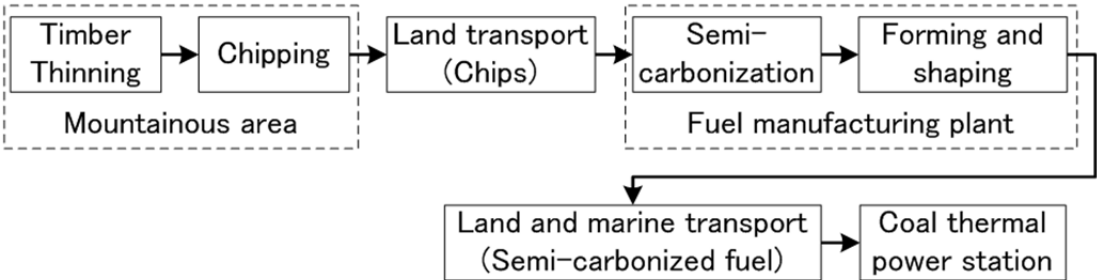 Timber
Thinning
Chipping
Land transport
(Chips)
Semi-
carbonization
Forming and
shaping
Mountainous area
Fuel manufacturing plant
Land and marine transport
(Semi-carbonized fuel)
Coal thermal
power station